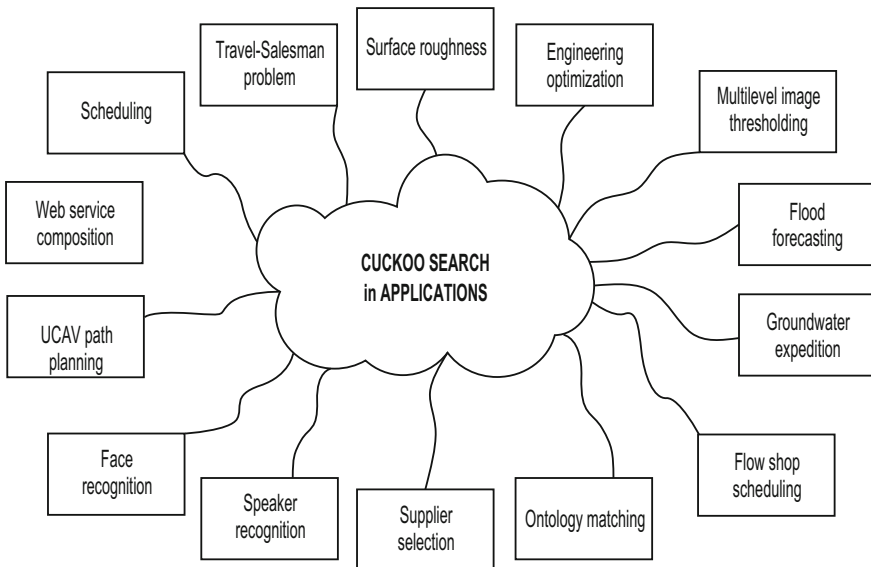 Travel-Salesman
problem
Surface roughness
Engineering
optimization
Scheduling
Multilevel image
thresholding
Web service
composition
Flood
forecasting
CUCKOO SEARCH
in APPLICATIONS
UCAV path
planning
Groundwater
expedition
Face
recognition
Flow shop
scheduling
Speaker
recognition
Supplier
selection
Ontology matching